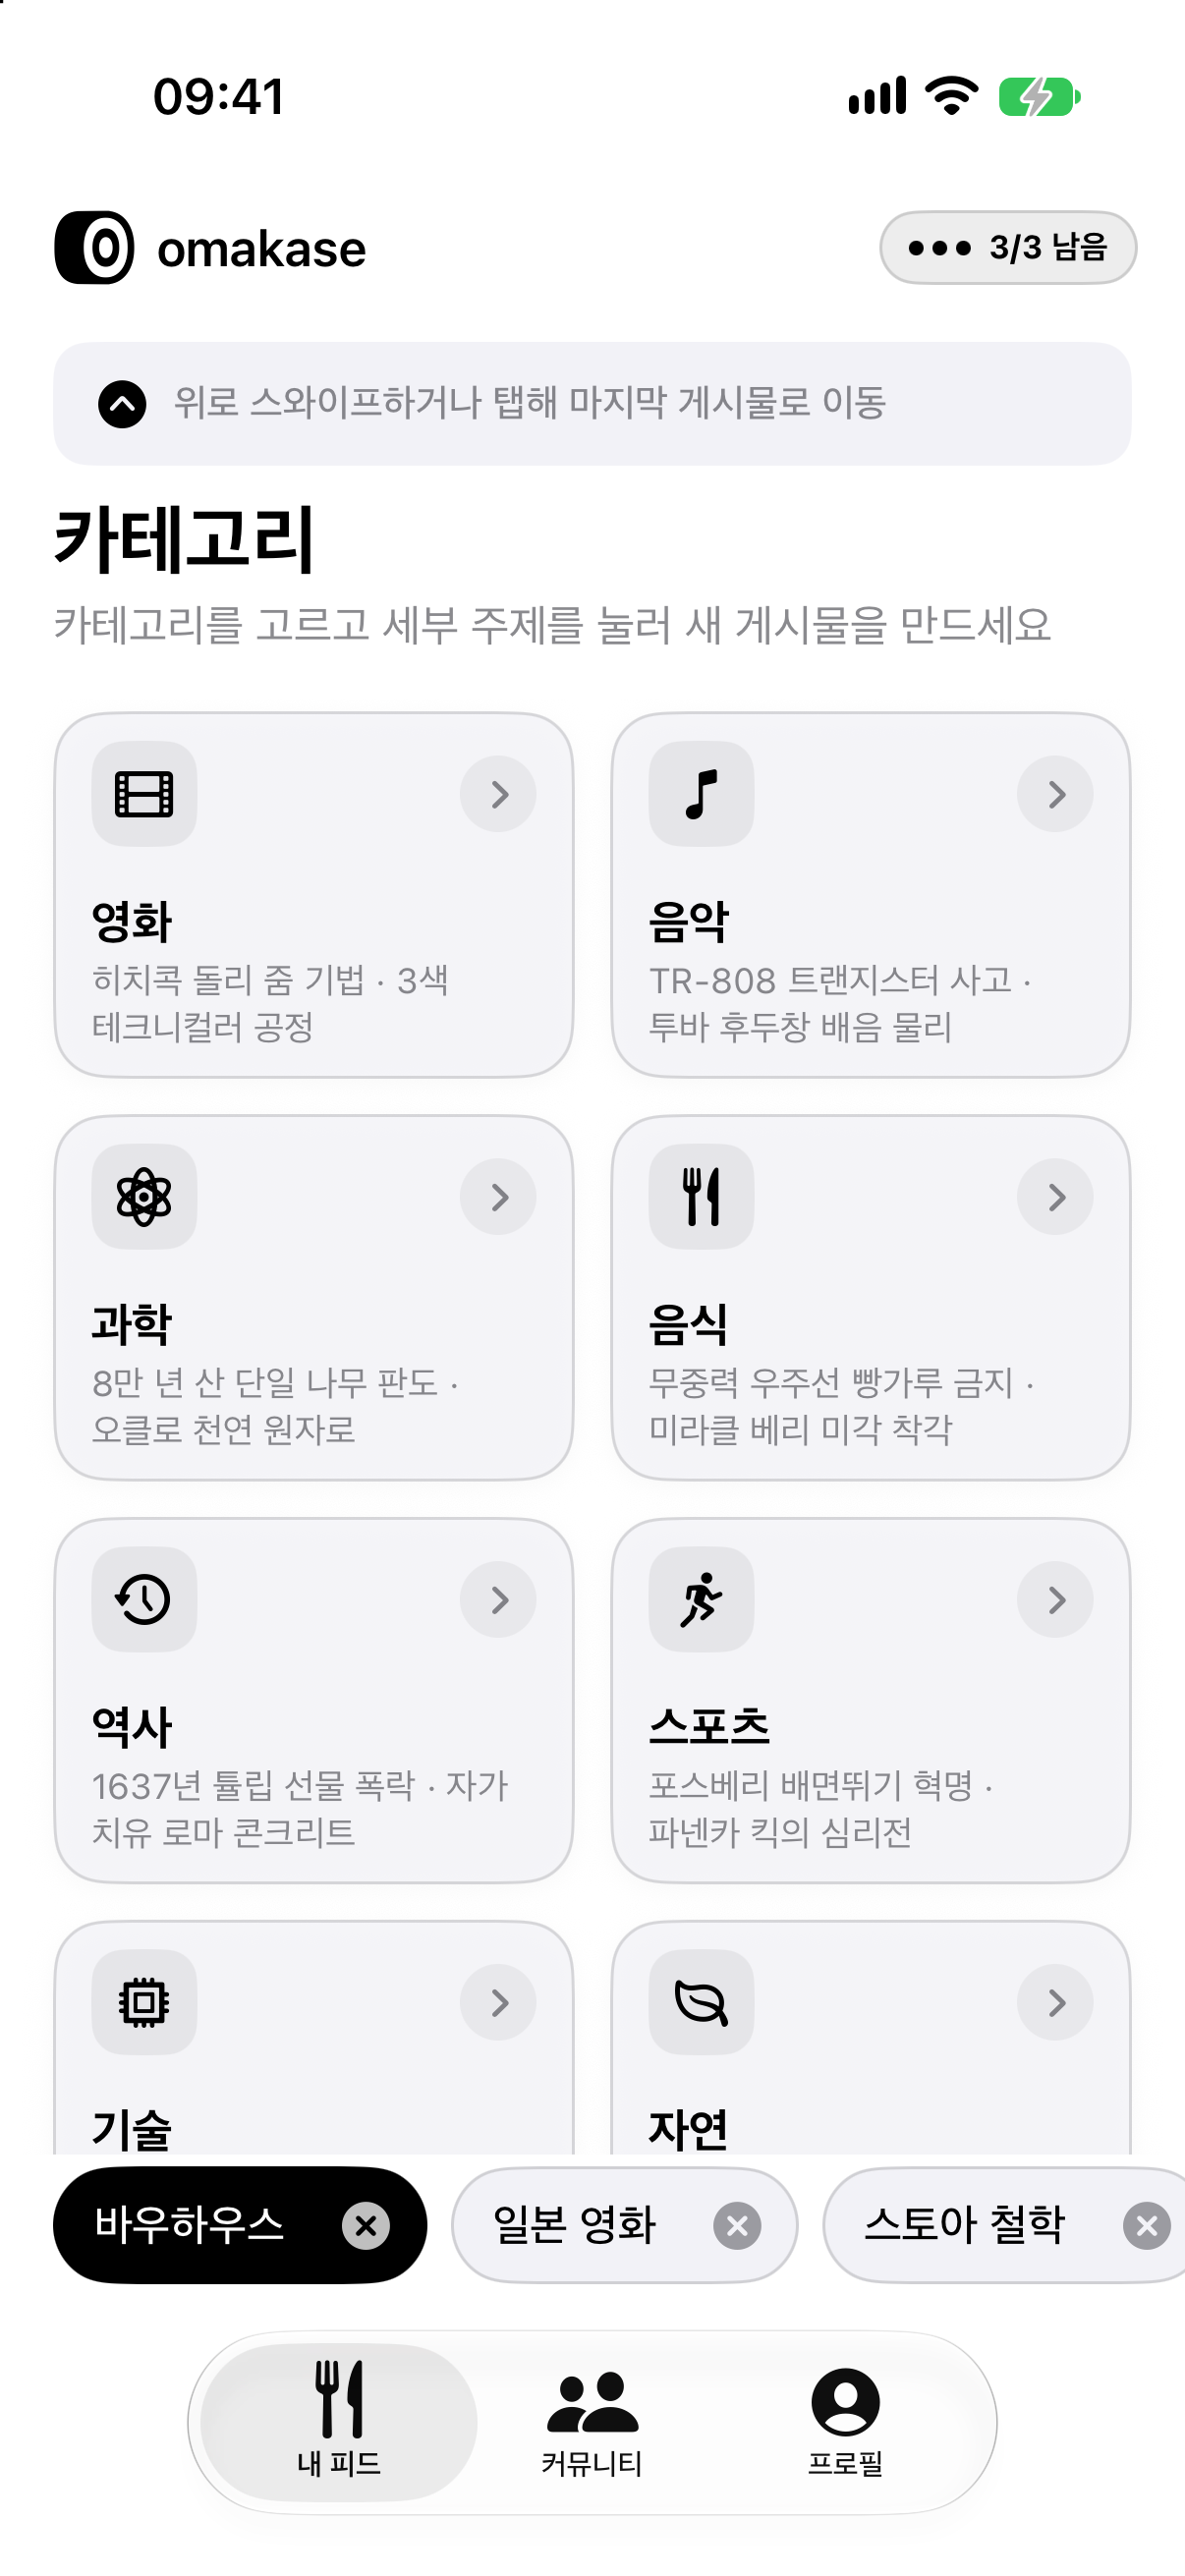 09:41
omakase
3/3 남음
위로 스와이프하거나 탭해 마지막 게시물로 이동
카테고리
카테고리를 고르고 세부 주제를 눌러 새 게시물을 만드세요
영화
히치콕 돌리 줌 기법 · 3색
테크니컬러 공정
음악
TR-808 트랜지스터 사고 ·
투바 후두창 배음 물리
과학
8만 년 산 단일 나무 판도 ·
오클로 천연 원자로
음식
무중력 우주선 빵가루 금지 ·
미라클 베리 미각 착각
역사
1637년 튤립 선물 폭락 · 자가
치유 로마 콘크리트
스포츠
포스베리 배면뛰기 혁명 ·
파넨카 킥의 심리전
기술
자연
바우하우스
일본 영화
스토아 철학
내 피드
커뮤니티
프로필